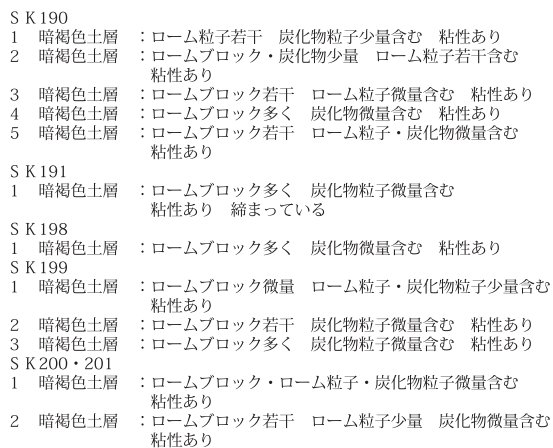 ＳＫ190
1　暗褐色土層　：ローム粒子若干　炭化物粒子少量含む　粘性あり
2　暗褐色土層　：ロームブロック・炭化物少量　ローム粒子若干含む
粘性あり
3　暗褐色土層　：ロームブロック若干　ローム粒子微量含む　粘性あり
4　暗褐色土層　：ロームブロック多く　炭化物微量含む　粘性あり
5　暗褐色土層　：ロームブロック若干　ローム粒子・炭化物微量含む
粘性あり
ＳＫ191
1　暗褐色土層　：ロームブロック多く　炭化物粒子微量含む
粘性あり　締まっている
ＳＫ198
1　暗褐色土層　：ロームブロック多く　炭化物微量含む　粘性あり
ＳＫ199
1　暗褐色土層　：ロームブロック微量　ローム粒子・炭化物粒子少量含む
粘性あり
2　暗褐色土層　：ロームブロック若干　炭化物粒子微量含む　粘性あり
3　暗褐色土層　：ロームブロック多く　炭化物粒子微量含む　粘性あり
ＳＫ200・201
1　暗褐色土層　：ロームブロック・ローム粒子・炭化物粒子微量含む
粘性あり
2　暗褐色土層　：ロームブロック若干　ローム粒子少量　炭化物微量含む
粘性あり